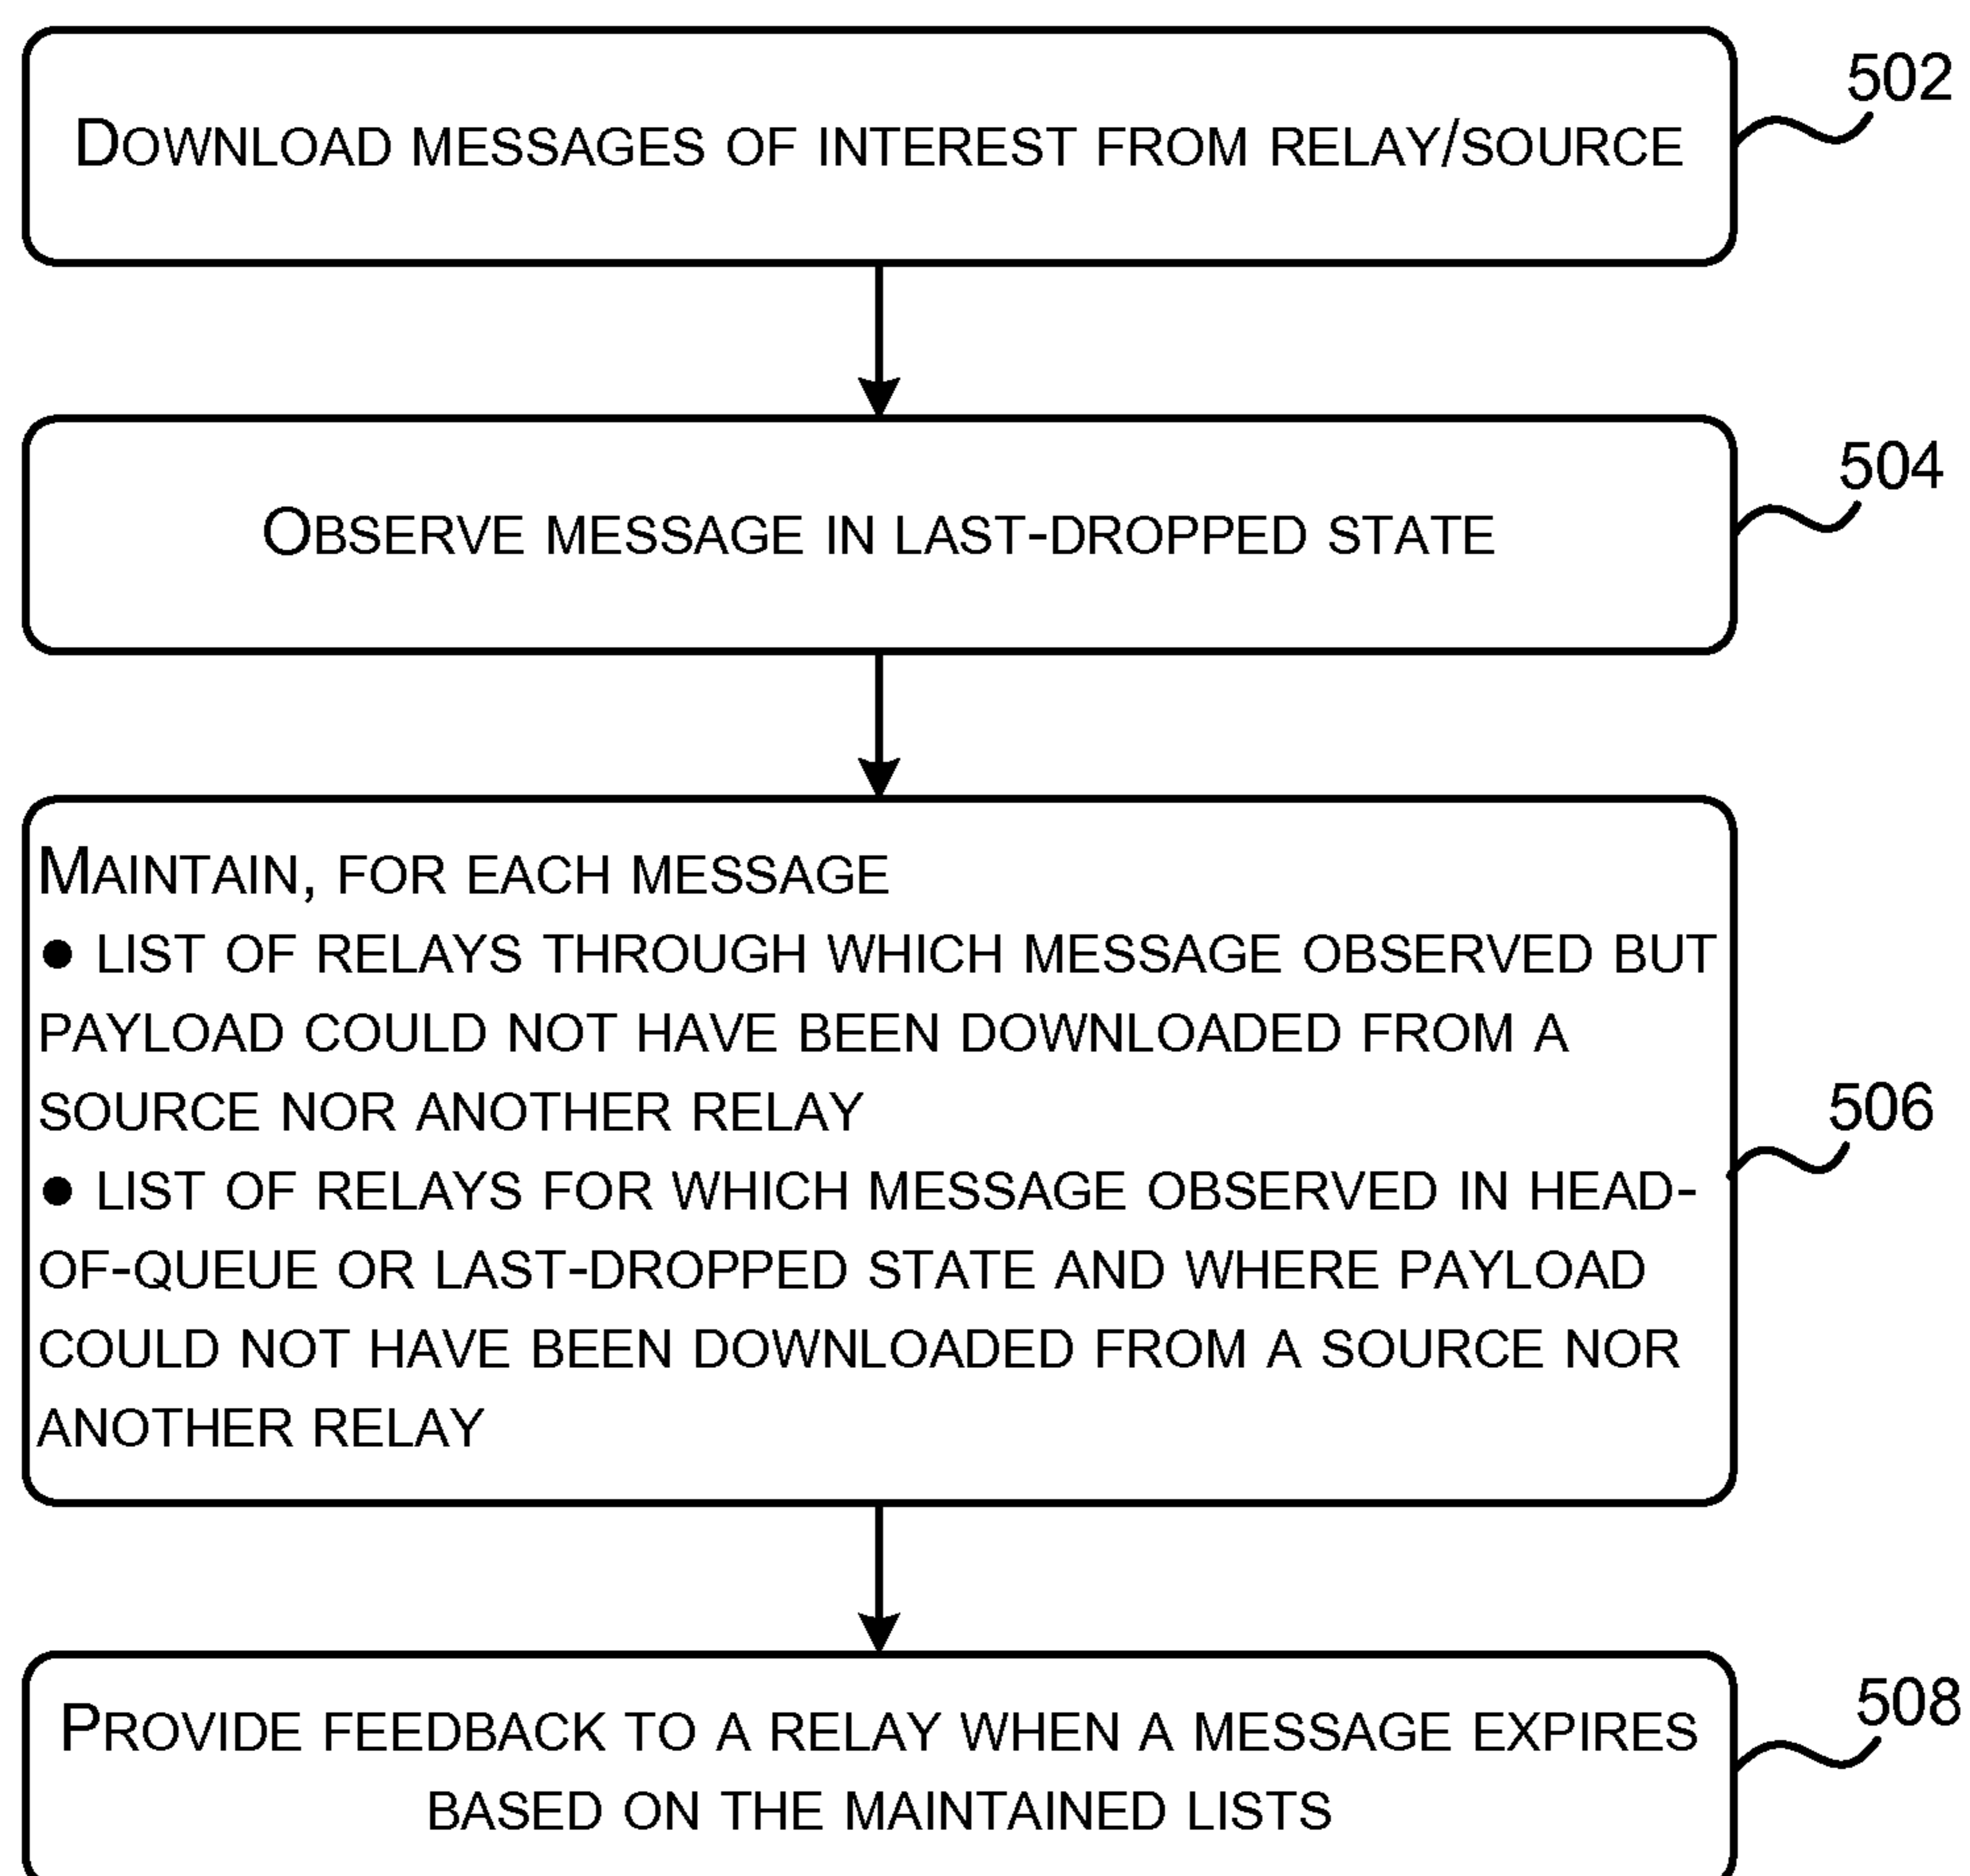 DOWNLOAD MESSAGES OF INTEREST FROM RELAY/SOURCE
502
OBSERVE MESSAGE IN LAST-DROPPED STATE
504
MAINTAIN, FOR EACH MESSAGE
● LIST OF RELAYS THROUGH WHICH MESSAGE OBSERVED BUT
PAYLOAD COULD NOT HAVE BEEN DOWNLOADED FROM A
SOURCE NOR ANOTHER RELAY
● LIST OF RELAYS FOR WHICH MESSAGE OBSERVED IN HEAD-
OF-QUEUE OR LAST-DROPPED STATE AND WHERE PAYLOAD
COULD NOT HAVE BEEN DOWNLOADED FROM A SOURCE NOR
ANOTHER RELAY
506
PROVIDE FEEDBACK TO A RELAY WHEN A MESSAGE EXPIRES
BASED ON THE MAINTAINED LISTS
508